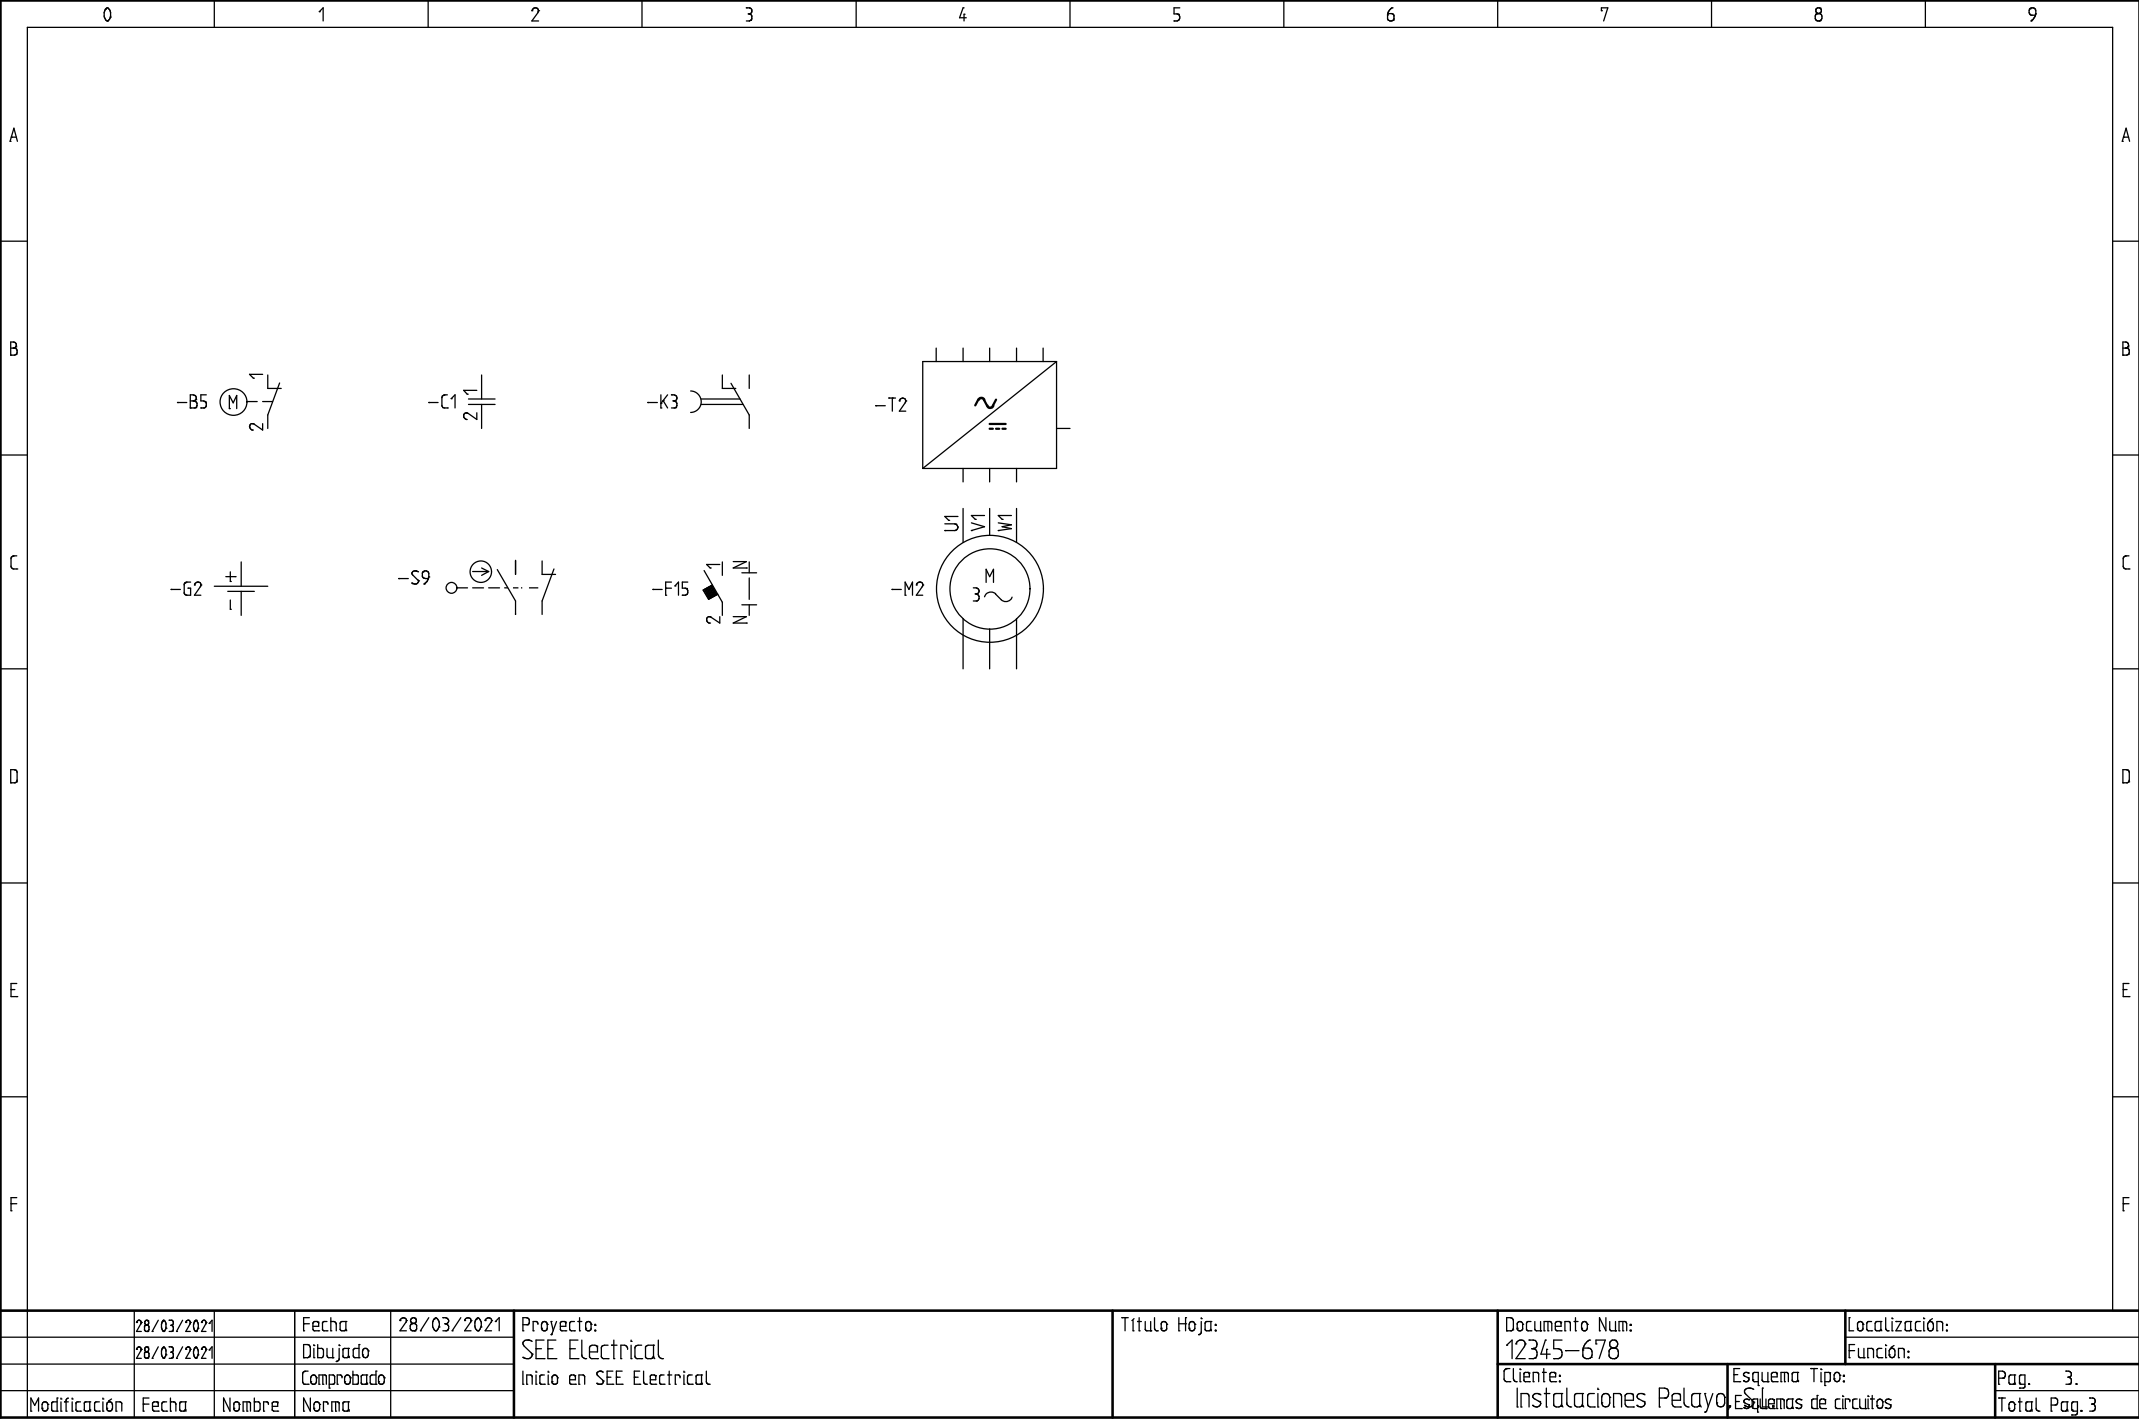 0 1 2 3 4 5 6 7 8 9
A A
B B
-B5 M 1 2
-C1 1 2
-K3
-T2
C C
-G2 + -
-S9
-F15 1 2 N N
-M2 U1 V1 W1 M 3
D D
E E
F F
28/03/2021 Fecha 28/03/2021
28/03/2021 Dibujado
Comprobado
Modificación Fecha Nombre Norma
Proyecto:
SEE Electrical
Inicio en SEE Electrical
Título Hoja:
Documento Num:
12345-678
Localización:
Función:
Cliente:
Instalaciones Pelayo, S.L.
Esquema Tipo:
Esquemas de circuitos
Pag. 3.
Total Pag. 3